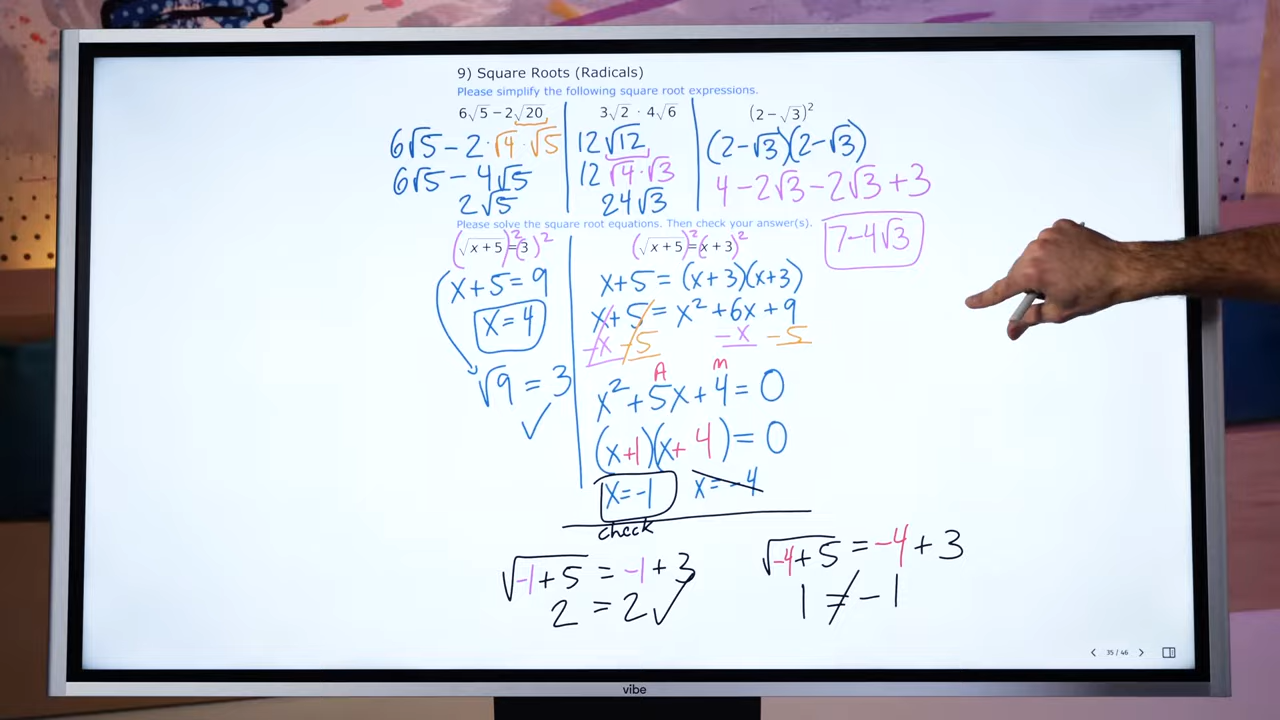 9) Square Roots (Radicals)
Please simplify the following square root expressions.
6√5 − 2√20
6√5 − 2·√4·√5
6√5 − 4√5
2√5
3√2 · 4√6
12√12
12√4·√3
24√3
(2−√3)²
(2−√3)(2−√3)
4−2√3−2√3+3
7−4√3
Please solve the square root equations. Then check your answer(s).
(√x+5)²=(3)²
x+5=9
x=4
√9=3
✓
(√x+5)²=(x+3)²
x+5=(x+3)(x+3)
x+5=x²+6x+9
−x −5 −x −5
A M
x²+5x+4=0
(x+1)(x+4)=0
x=-1 x=-4
check
√-1+5 = -1+3
2 = 2✓
√-4+5 = -4+3
1 ≠ -1
35 / 46
vibe